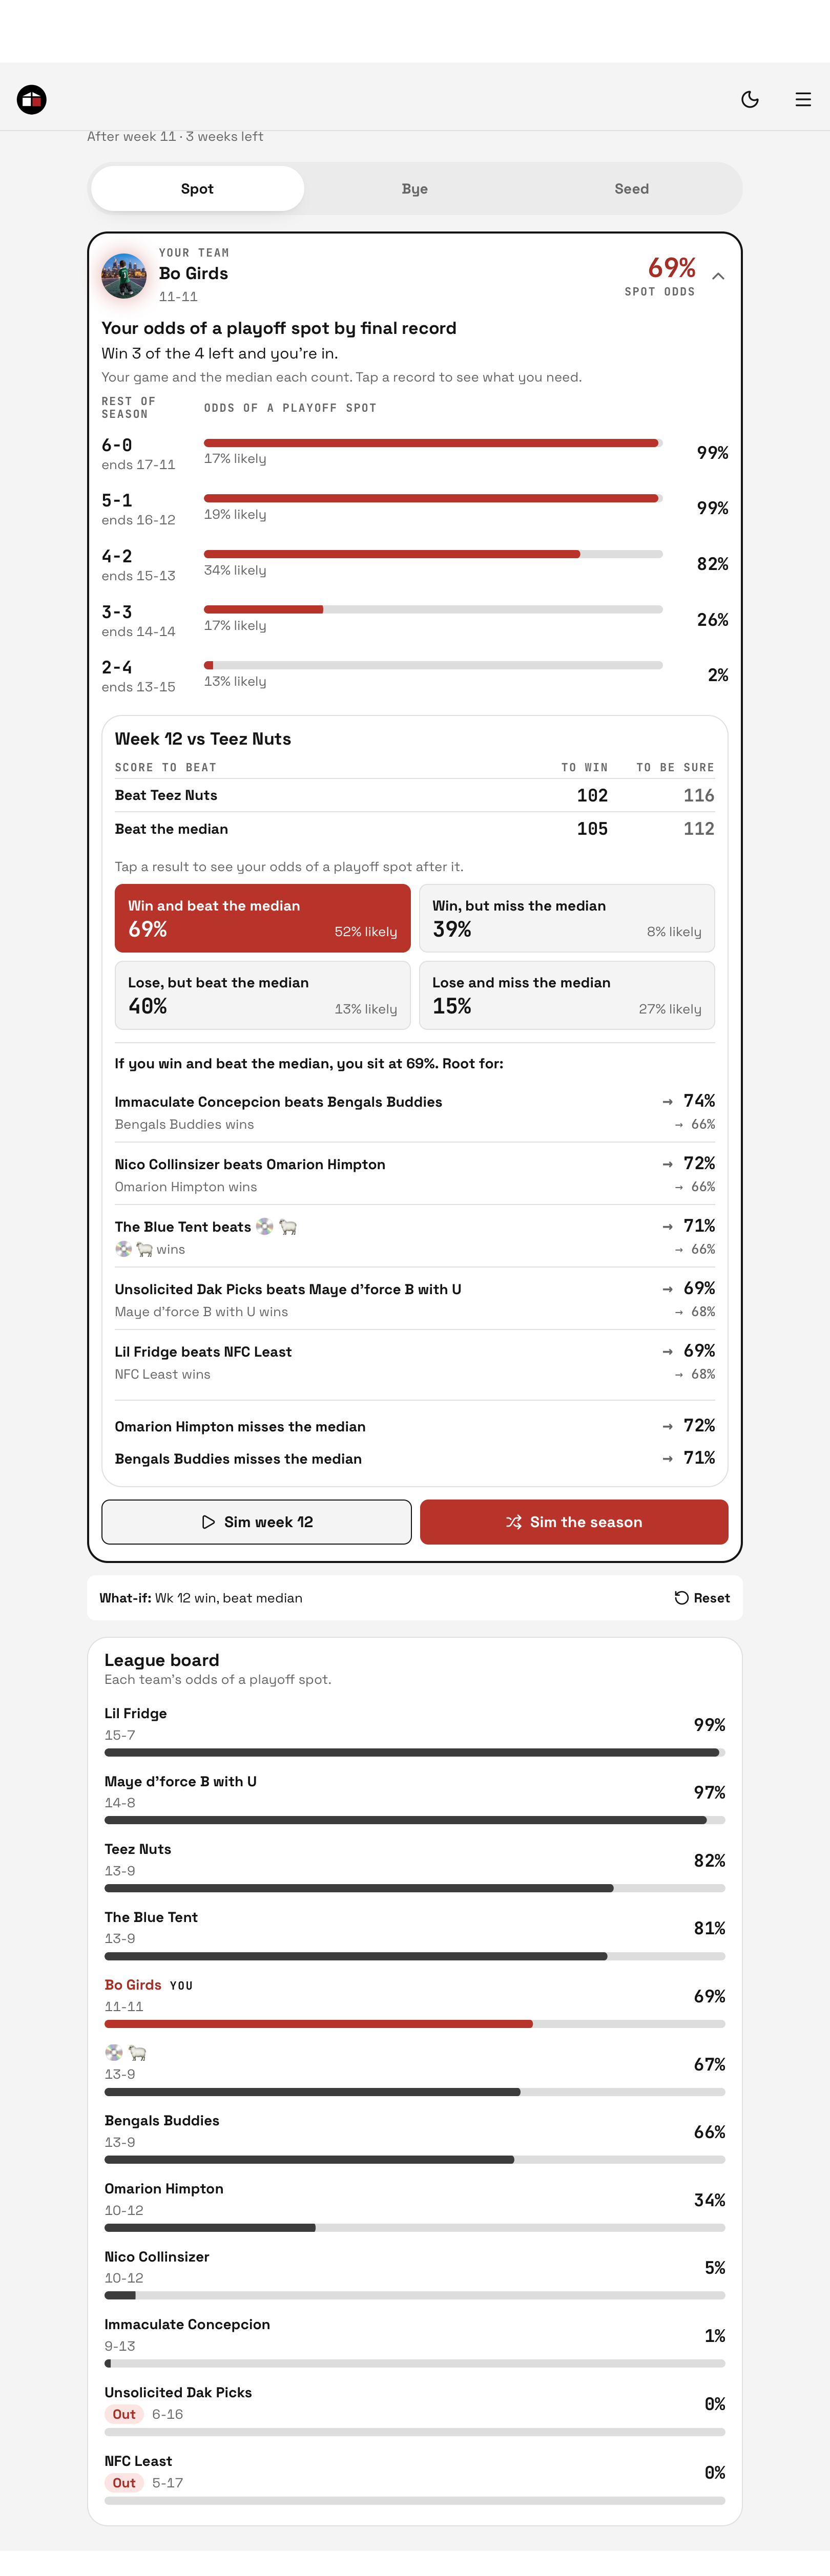 After week 11 · 3 weeks left
Spot
Bye
Seed
YOUR TEAM
Bo Girds
11-11
69%
SPOT ODDS
Your odds of a playoff spot by final record
Win 3 of the 4 left and you're in.
Your game and the median each count. Tap a record to see what you need.
REST OF SEASON
ODDS OF A PLAYOFF SPOT
6-0
ends 17-11
17% likely
99%
5-1
ends 16-12
19% likely
99%
4-2
ends 15-13
34% likely
82%
3-3
ends 14-14
17% likely
26%
2-4
ends 13-15
13% likely
2%
Week 12 vs Teez Nuts
SCORE TO BEAT
TO WIN
TO BE SURE
Beat Teez Nuts
102
116
Beat the median
105
112
Tap a result to see your odds of a playoff spot after it.
Win and beat the median
69%
52% likely
Win, but miss the median
39%
8% likely
Lose, but beat the median
40%
13% likely
Lose and miss the median
15%
27% likely
If you win and beat the median, you sit at 69%. Root for:
Immaculate Concepcion beats Bengals Buddies
→ 74%
Bengals Buddies wins
→ 66%
Nico Collinsizer beats Omarion Himpton
→ 72%
Omarion Himpton wins
→ 66%
The Blue Tent beats 💿 🐑
→ 71%
💿 🐑 wins
→ 66%
Unsolicited Dak Picks beats Maye d'force B with U
→ 69%
Maye d'force B with U wins
→ 68%
Lil Fridge beats NFC Least
→ 69%
NFC Least wins
→ 68%
Omarion Himpton misses the median
→ 72%
Bengals Buddies misses the median
→ 71%
Sim week 12
Sim the season
What-if: Wk 12 win, beat median
Reset
League board
Each team's odds of a playoff spot.
Lil Fridge
15-7
99%
Maye d'force B with U
14-8
97%
Teez Nuts
13-9
82%
The Blue Tent
13-9
81%
Bo Girds YOU
11-11
69%
💿 🐑
13-9
67%
Bengals Buddies
13-9
66%
Omarion Himpton
10-12
34%
Nico Collinsizer
10-12
5%
Immaculate Concepcion
9-13
1%
Unsolicited Dak Picks
Out 6-16
0%
NFC Least
Out 5-17
0%